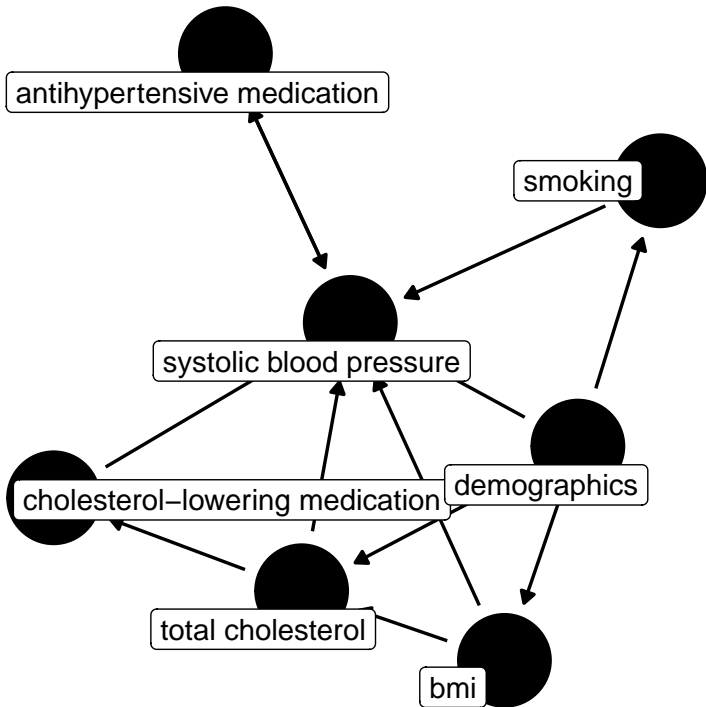 antihypertensive medication
smoking
systolic blood pressure
demographics
cholesterol−lowering medication
total cholesterol
bmi